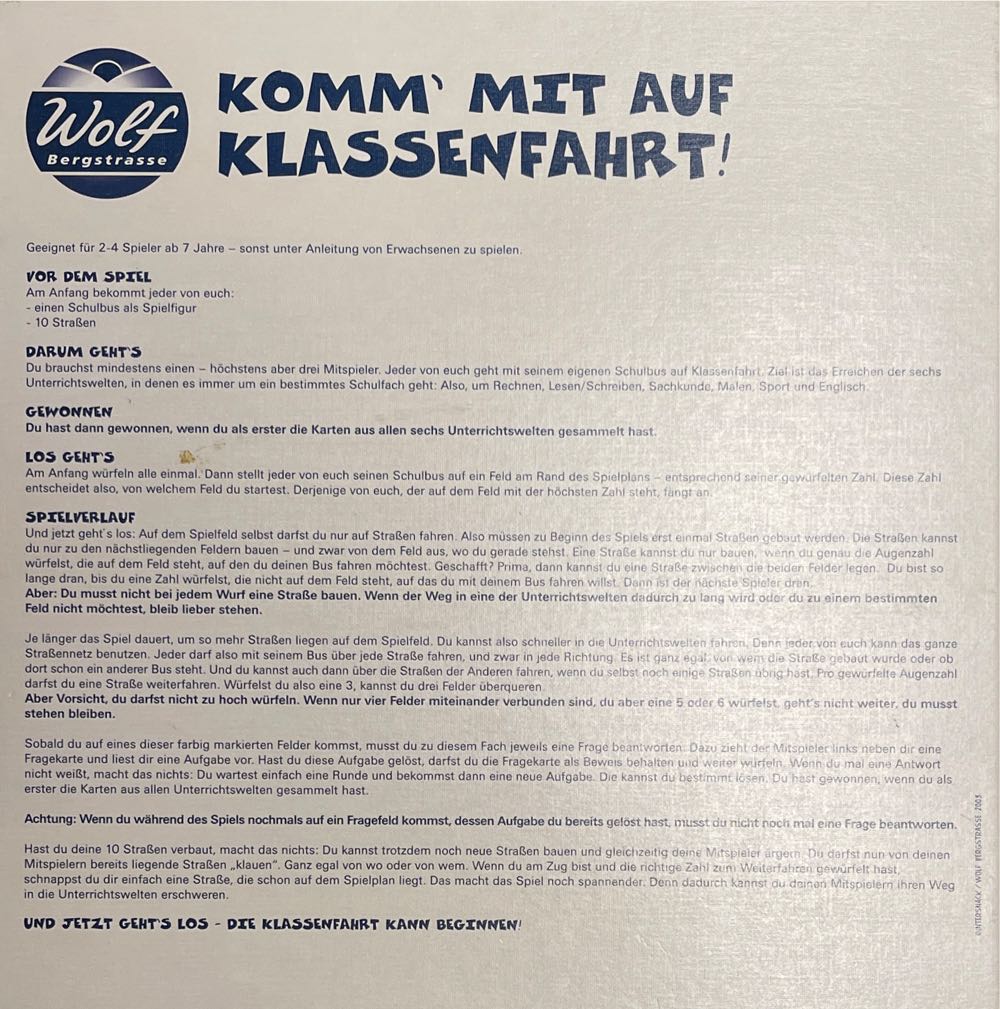 Wolf
Bergstrasse
KOMM' MIT AUF
KLASSENFAHRT!
Geeignet für 2-4 Spieler ab 7 Jahre – sonst unter Anleitung von Erwachsenen zu spielen.
VOR DEM SPIEL
Am Anfang bekommt jeder von euch:
- einen Schulbus als Spielfigur
- 10 Straßen
DARUM GEHT'S
Du brauchst mindestens einen – höchstens aber drei Mitspieler. Jeder von euch geht mit seinem eigenen Schulbus auf Klassenfahrt. Ziel ist das Erreichen der sechs
Unterrichtswelten, in denen es immer um ein bestimmtes Schulfach geht: Also, um Rechnen, Lesen/Schreiben, Sachkunde, Malen, Sport und Englisch.
GEWONNEN
Du hast dann gewonnen, wenn du als erster die Karten aus allen sechs Unterrichtswelten gesammelt hast.
LOS GEHT'S
Am Anfang würfeln alle einmal. Dann stellt jeder von euch seinen Schulbus auf ein Feld am Rand des Spielplans – entsprechend seiner gewürfelten Zahl. Diese Zahl
entscheidet also, von welchem Feld du startest. Derjenige von euch, der auf dem Feld mit der höchsten Zahl steht, fängt an.
SPIELVERLAUF
Und jetzt geht's los: Auf dem Spielfeld selbst darfst du nur auf Straßen fahren. Also müssen zu Beginn des Spiels erst einmal Straßen gebaut werden. Die Straßen kannst
du nur zu den nächstliegenden Feldern bauen – und zwar von dem Feld aus, wo du gerade stehst. Eine Straße kannst du nur bauen, wenn du genau die Augenzahl
würfelst, die auf dem Feld steht, auf den du deinen Bus fahren möchtest. Geschafft? Prima, dann kannst du eine Straße zwischen die beiden Felder legen. Du bist so
lange dran, bis du eine Zahl würfelst, die nicht auf dem Feld steht, auf das du mit deinem Bus fahren willst. Dann ist der nächste Spieler dran.
Aber: Du musst nicht bei jedem Wurf eine Straße bauen. Wenn der Weg in eine der Unterrichtswelten dadurch zu lang wird oder du zu einem bestimmten
Feld nicht möchtest, bleib lieber stehen.
Je länger das Spiel dauert, um so mehr Straßen liegen auf dem Spielfeld. Du kannst also schneller in die Unterrichtswelten fahren. Denn jeder von euch kann das ganze
Straßennetz benutzen. Jeder darf also mit seinem Bus über jede Straße fahren, und zwar in jede Richtung. Es ist ganz egal von wem die Straße gebaut wurde oder ob
dort schon ein anderer Bus steht. Und du kannst auch dann über die Straßen der Anderen fahren, wenn du selbst noch einige Straßen übrig hast. Pro gewürfelte Augenzahl
darfst du eine Straße weiterfahren. Würfelst du also eine 3, kannst du drei Felder überqueren.
Aber Vorsicht, du darfst nicht zu hoch würfeln. Wenn nur vier Felder miteinander verbunden sind, du aber eine 5 oder 6 würfelst, geht's nicht weiter, du musst
stehen bleiben.
Sobald du auf eines dieser farbig markierten Felder kommst, musst du zu diesem Fach jeweils eine Frage beantworten. Dazu zieht der Mitspieler links neben dir eine
Fragekarte und liest dir eine Aufgabe vor. Hast du diese Aufgabe gelöst, darfst du die Fragekarte als Beweis behalten und weiter würfeln. Wenn du mal eine Antwort
nicht weißt, macht das nichts: Du wartest einfach eine Runde und bekommst dann eine neue Aufgabe. Die kannst du bestimmt lösen. Du hast gewonnen, wenn du als
erster die Karten aus allen Unterrichtswelten gesammelt hast.
Achtung: Wenn du während des Spiels nochmals auf ein Fragefeld kommst, dessen Aufgabe du bereits gelöst hast, musst du nicht noch mal eine Frage beantworten.
Hast du deine 10 Straßen verbaut, macht das nichts: Du kannst trotzdem noch neue Straßen bauen und gleichzeitig deine Mitspieler ärgern. Du darfst nun von deinen
Mitspielern bereits liegende Straßen „klauen". Ganz egal von wo oder von wem. Wenn du am Zug bist und die richtige Zahl zum Weiterfahren gewürfelt hast,
schnappst du dir einfach eine Straße, die schon auf dem Spielplan liegt. Das macht das Spiel noch spannender. Denn dadurch kannst du deinen Mitspielern ihren Weg
in die Unterrichtswelten erschweren.
UND JETZT GEHT'S LOS - DIE KLASSENFAHRT KANN BEGINNEN!
©INTERSNACK / WOLF BERGSTRASSE 2003